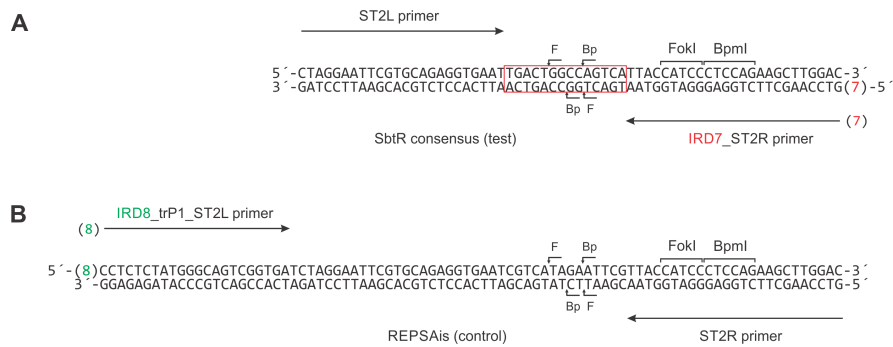 A
ST2L primer
F Bp FokI BpmI
5´-CTAGGAATTCGTGCAGAGGTGAATTGACTGGCCAGTCATTACCATCCCTCCAGAAGCTTGGAC-3´
3´-GATCCTTAAGCACGTCTCCACTTAACTGACCGGTCAGTAATGGTAGGGAGGTCTTCGAACCTG(7)-5´
Bp F
(7)
SbtR consensus (test) IRD7_ST2R primer
B
IRD8_trP1_ST2L primer
(8)
F Bp FokI BpmI
5´-(8)CCTCTCTATGGGCAGTCGGTGATCTAGGAATTCGTGCAGAGGTGAATCGTCATAGAATTCGTTACCATCCCTCCAGAAGCTTGGAC-3´
3´-GGAGAGATACCCGTCAGCCACTAGATCCTTAAGCACGTCTCCACTTAGCAGTATCTTAAGCAATGGTAGGGAGGTCTTCGAACCTG-5´
Bp F
REPSAis (control) ST2R primer